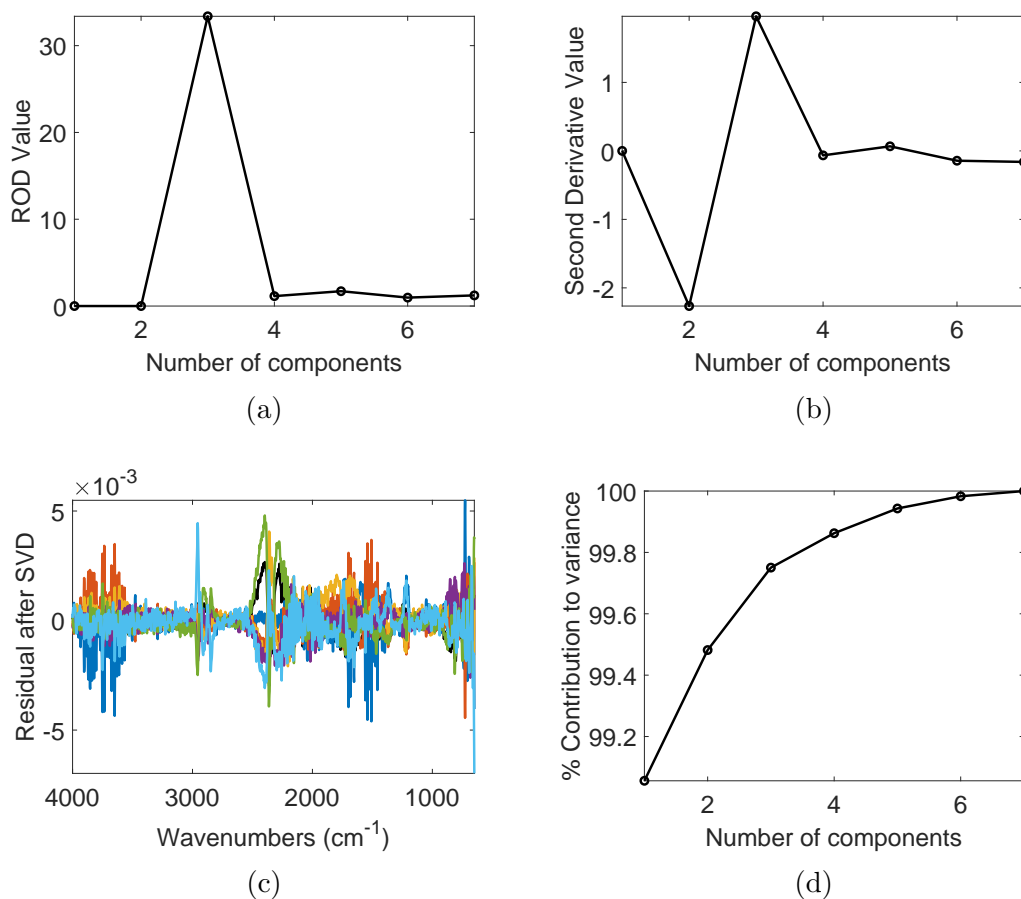 30
20
10
0
ROD Value
2 4 6
Number of components
(a)
1
0
-1
-2
Second Derivative Value
2 4 6
Number of components
(b)
×10⁻³
5
0
-5
Residual after SVD
4000 3000 2000 1000
Wavenumbers (cm⁻¹)
(c)
100
99.8
99.6
99.4
99.2
% Contribution to variance
2 4 6
Number of components
(d)